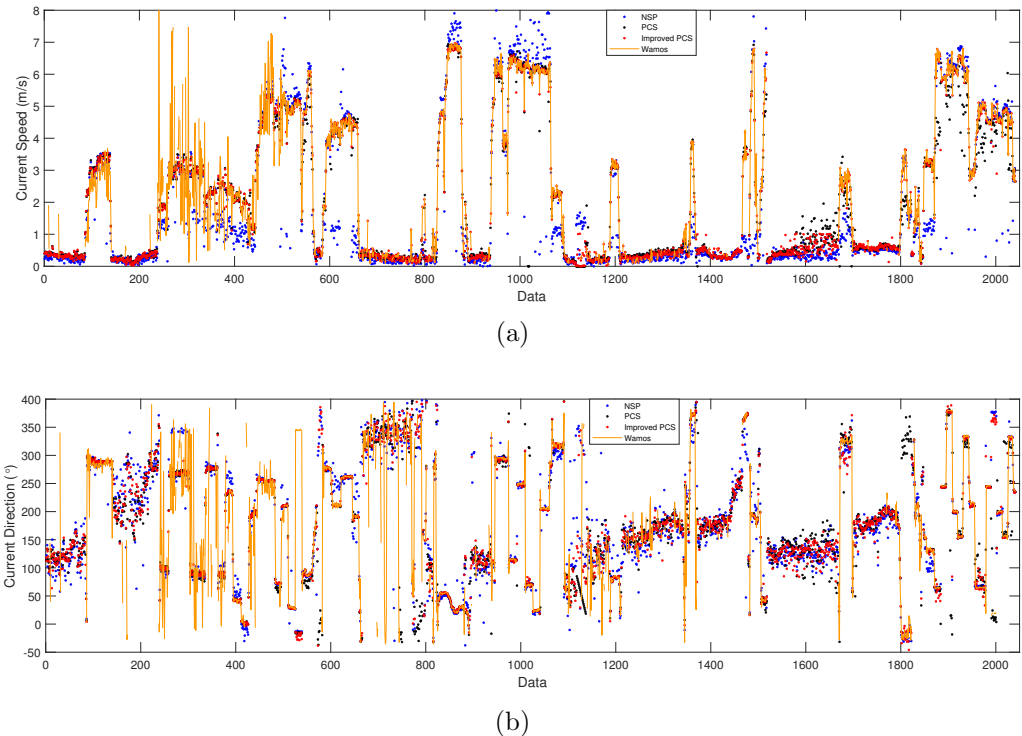 8
7
6
5
4
3
2
1
0
Current Speed (m/s)
NSP
PCS
Improved PCS
Wamos
0 200 400 600 800 1000 1200 1400 1600 1800 2000
Data
(a)
400
350
300
250
200
150
100
50
0
-50
Current Direction (°)
NSP
PCS
Improved PCS
Wamos
0 200 400 600 800 1000 1200 1400 1600 1800 2000
Data
(b)